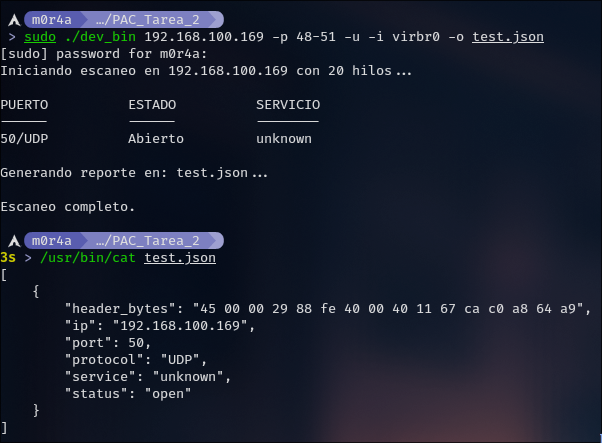 m0r4a …/PAC_Tarea_2
> sudo ./dev_bin 192.168.100.169 -p 48-51 -u -i virbr0 -o test.json
[sudo] password for m0r4a:
Iniciando escaneo en 192.168.100.169 con 20 hilos...
PUERTO ESTADO SERVICIO
────── ────── ────────
50/UDP Abierto unknown
Generando reporte en: test.json...
Escaneo completo.
m0r4a …/PAC_Tarea_2
3s > /usr/bin/cat test.json
[
{
"header_bytes": "45 00 00 29 88 fe 40 00 40 11 67 ca c0 a8 64 a9",
"ip": "192.168.100.169",
"port": 50,
"protocol": "UDP",
"service": "unknown",
"status": "open"
}
]